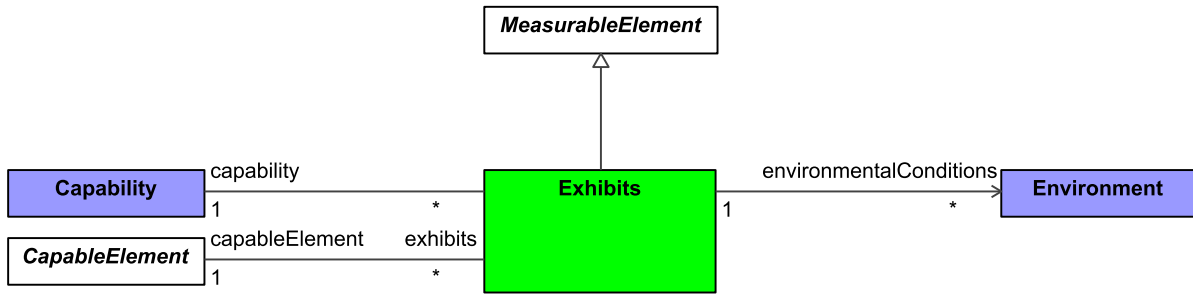 MeasurableElement
capability
environmentalConditions
Capability
Exhibits
Environment
1
*
1
*
capableElement
exhibits
CapableElement
1
*